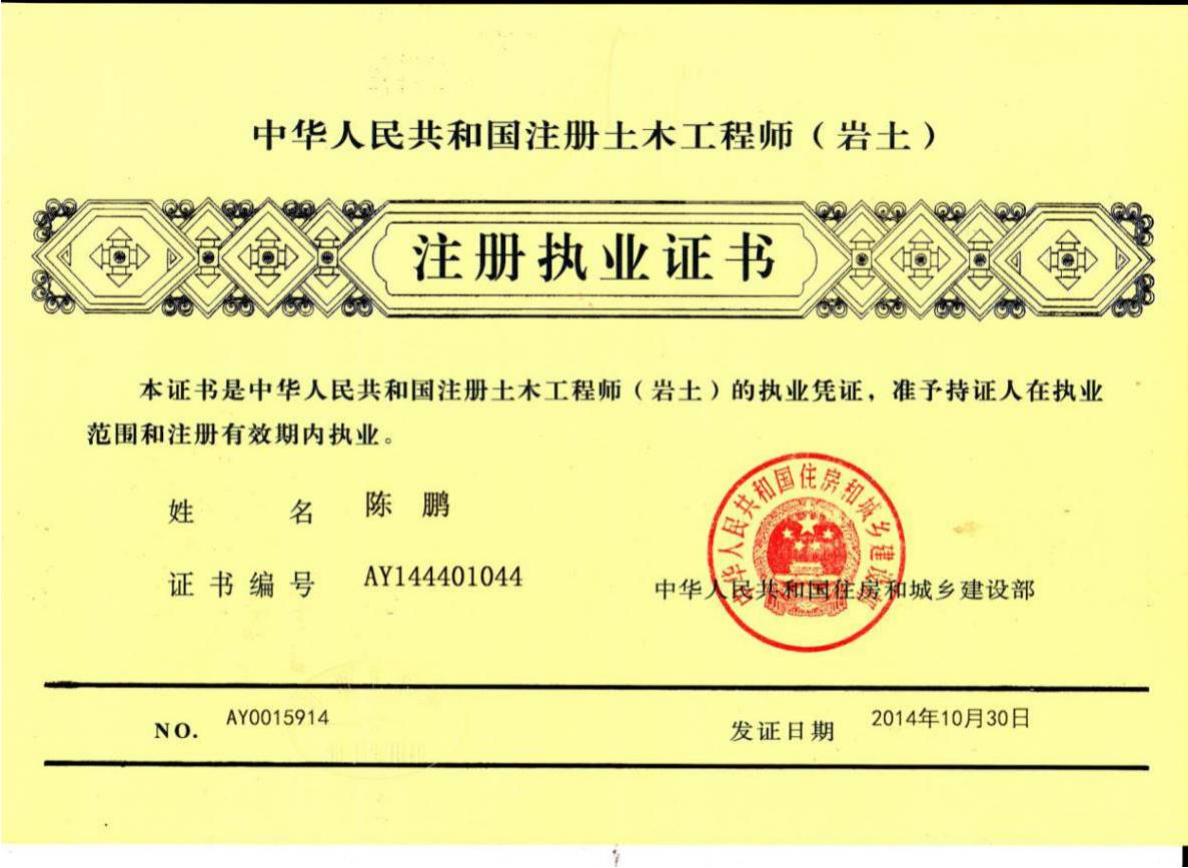 中华人民共和国注册土木工程师（岩土）
注册执业证书
本证书是中华人民共和国注册土木工程师（岩土）的执业凭证，准予持证人在执业
范围和注册有效期内执业。
姓名 陈鹏
证书编号 AY144401044
中华人民共和国住房和城乡建设部
中华人民共和国住房和城乡建设部
NO. AY0015914
发证日期 2014年10月30日